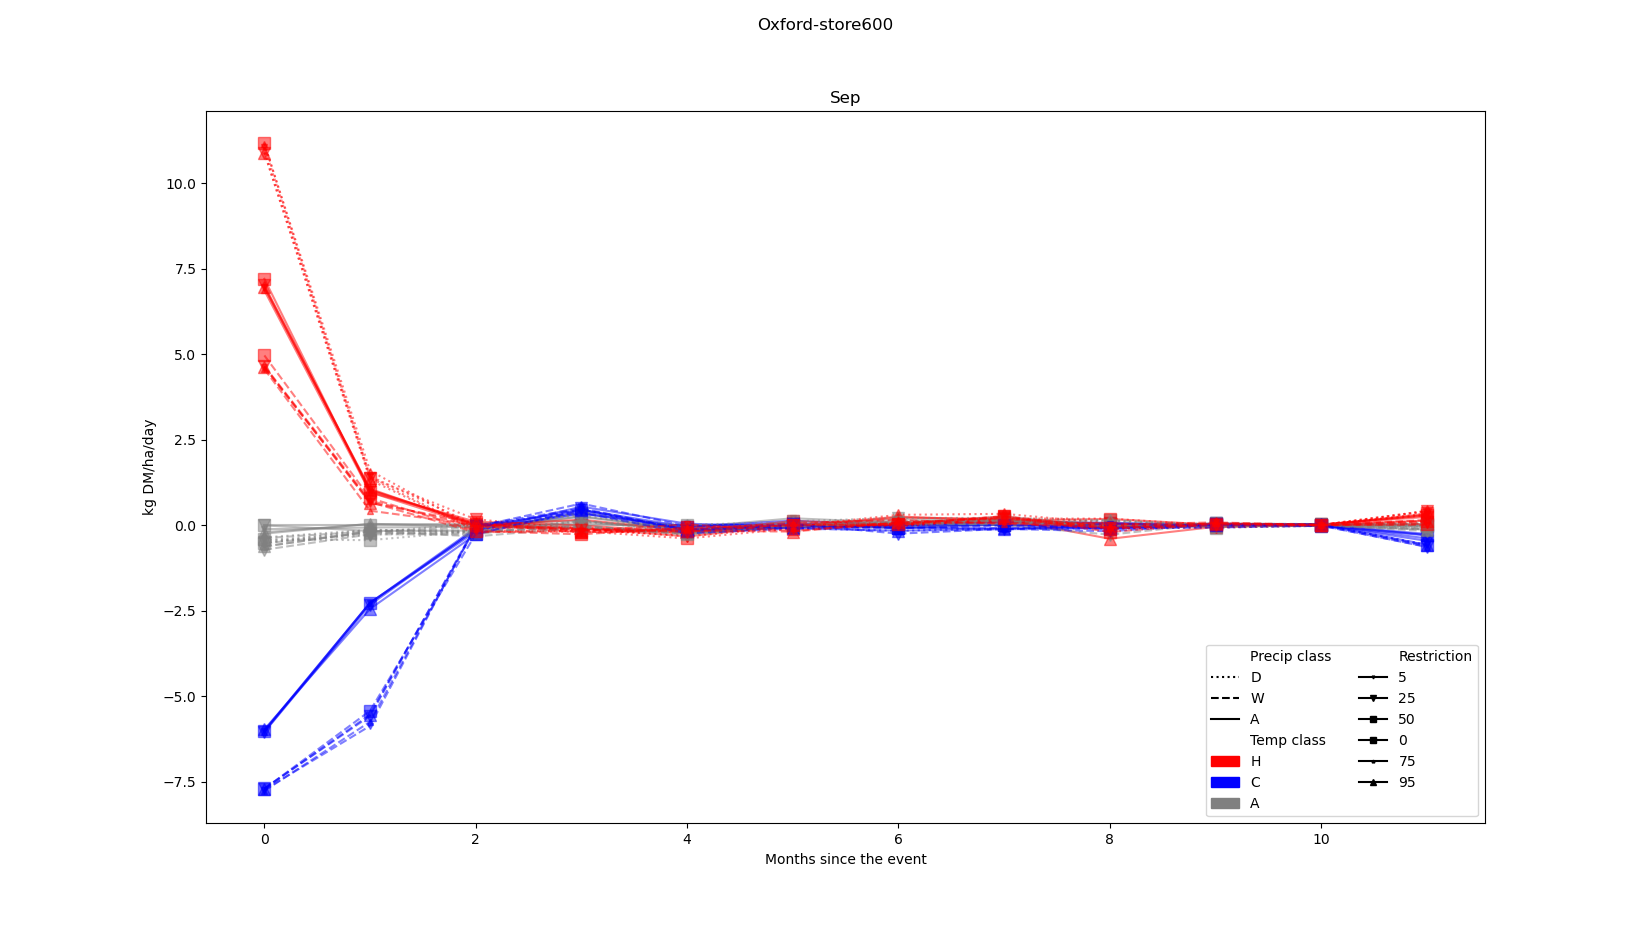 Oxford-store600
Sep
10.0
7.5
5.0
2.5
0.0
−2.5
−5.0
−7.5
kg DM/ha/day
0
2
4
6
8
10
Months since the event
Precip class
D
W
A
Temp class
H
C
A
Restriction
5
25
50
0
75
95